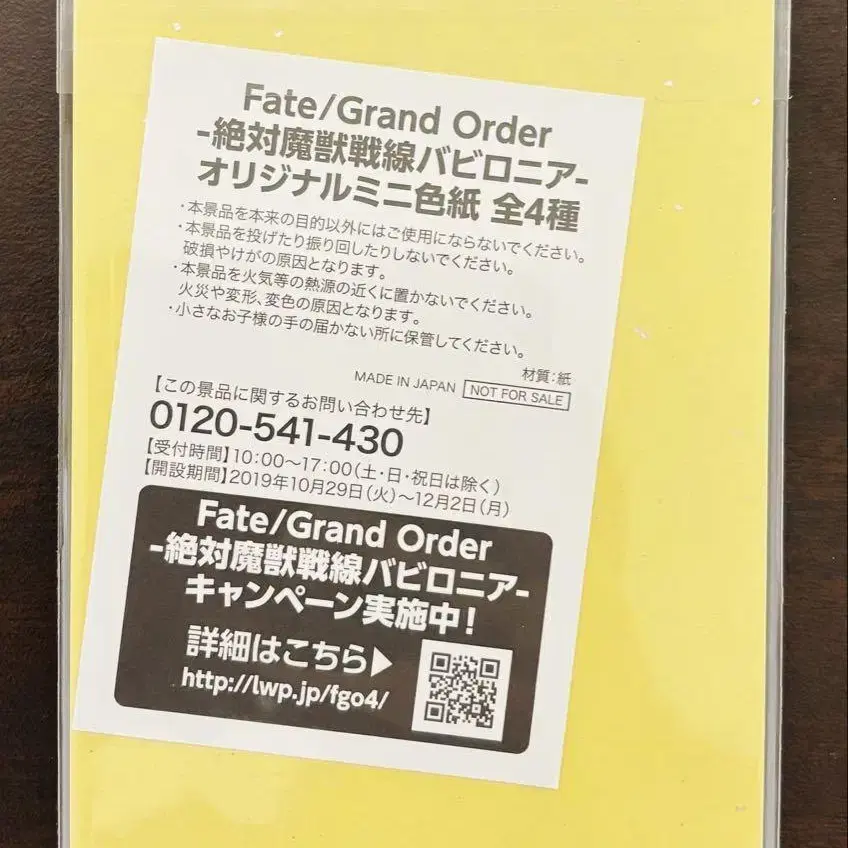 Fate/Grand Order
-絶対魔獣戦線バビロニア-
オリジナルミニ色紙 全4種
・本景品を本来の目的以外にはご使用にならないでください。
・本景品を投げたり振り回したりしないでください。
破損やけがの原因となります。
・本景品を火気等の熱源の近くに置かないでください。
火災や変形、変色の原因となります。
・小さなお子様の手の届かない所に保管してください。
材質:紙
MADE IN JAPAN NOT FOR SALE
【この景品に関するお問い合わせ先】
0120-541-430
【受付時間】10:00〜17:00(土・日・祝日は除く)
【開設期間】2019年10月29日(火)〜12月2日(月)
Fate/Grand Order
-絶対魔獣戦線バビロニア-
キャンペーン実施中!
詳細はこちら▶
http://lwp.jp/fgo4/